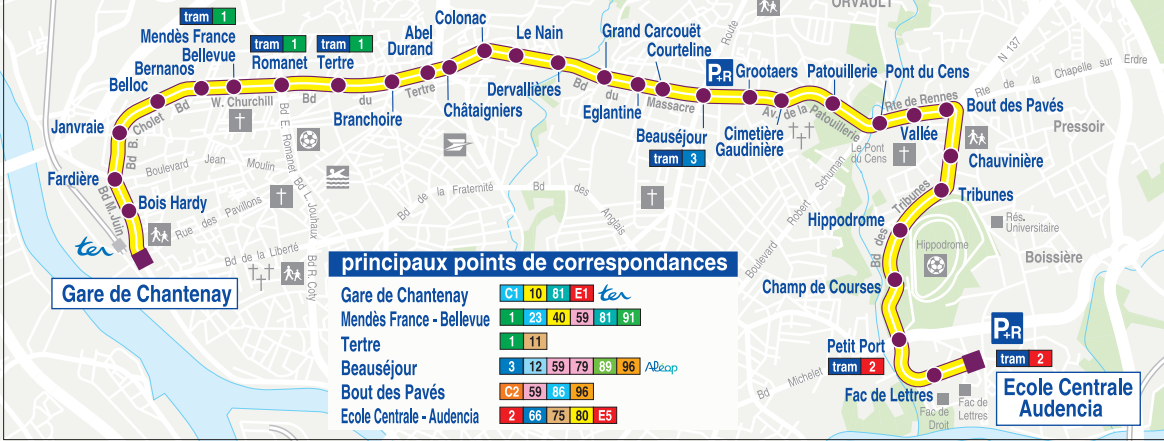 ORVAULT
tram 1
Mendès France
Bellevue
tram 1
Romanet
tram 1
Tertre
Abel
Durand
Colonac
Le Nain
Grand Carcouët
Courteline
P+R
Grootaers
Patouillerie
Pont du Cens
N 137
Rte de la Chapelle sur Erdre
Route
Bernanos
Belloc
Janvraie
Fardière
Bois Hardy
Branchoire
Châtaigniers
Dervallières
Eglantine
Beauséjour
tram 3
Cimetière
Gaudinière
Vallée
Bout des Pavés
Pressoir
Chauvinière
Tribunes
Hippodrome
Champ de Courses
Petit Port
tram 2
Fac de Lettres
P+R
tram 2
Ecole Centrale
Audencia
ter
Gare de Chantenay
Bd B. Cholet
Bd W. Churchill
Bd du Tertre
Bd du Massacre
Av. de la Patouillerie
Rte de Rennes
Le Pont
du Cens
Bd des Tribunes
Hippodrome
Rés.
Universitaire
Boissière
Boulevard Jean Moulin
Bd E. Romanet
Bd L. Jouhaux
Bd R. Coty
Bd M. Juin
Rue des Pavillons
Bd de la Liberté
Bd de la Fraternité
Bd des Anglais
Boulevard Robert Schuman
Bd Michelet
Fac de
Droit
Fac de
Lettres
principaux points de correspondances
Gare de Chantenay C1 10 81 E1 ter
Mendès France - Bellevue 1 23 40 59 81 91
Tertre 1 11
Beauséjour 3 12 59 79 89 96 Aléop
Bout des Pavés C2 59 86 96
Ecole Centrale - Audencia 2 66 75 80 E5